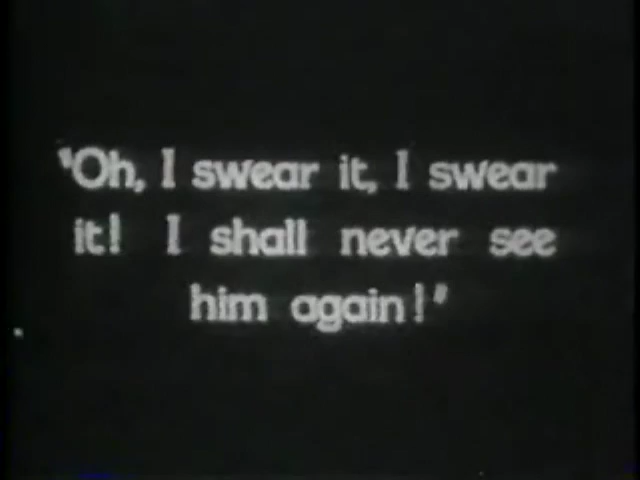 "Oh, I swear it, I swear
it! I shall never see
him again!"